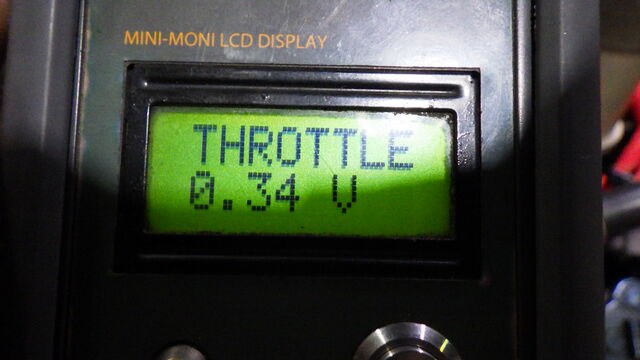 MINI-MONI LCD DISPLAY
THROTTLE
0.34 V